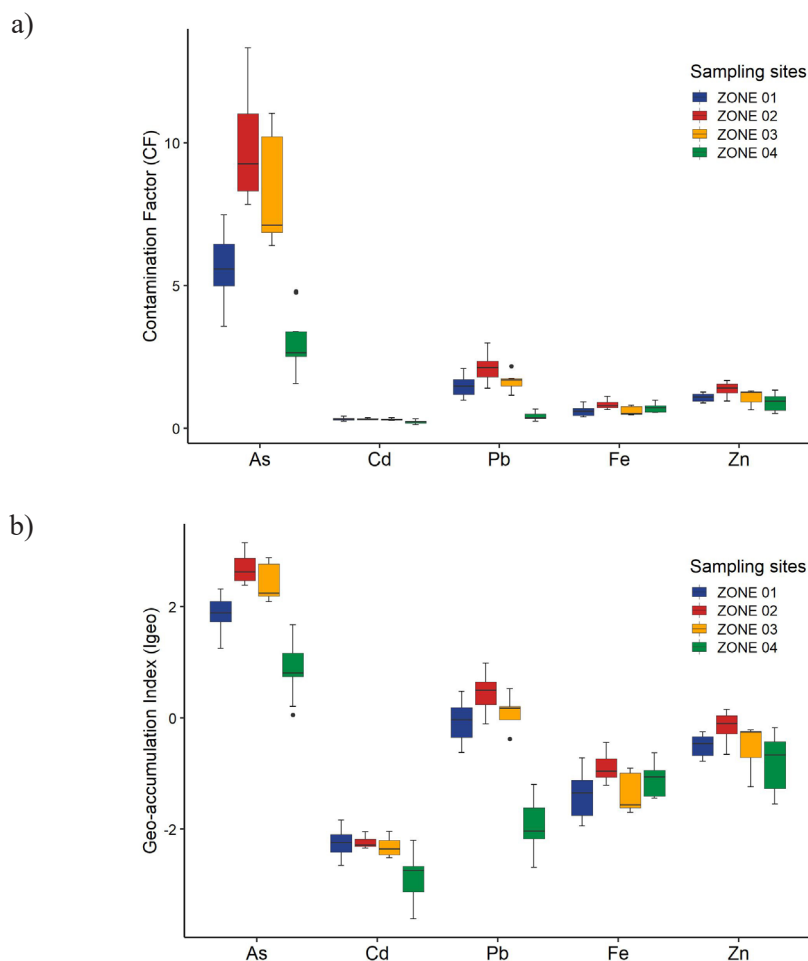 a)
Contamination Factor (CF)
10
5
0
Sampling sites
ZONE 01
ZONE 02
ZONE 03
ZONE 04
As Cd Pb Fe Zn
b)
Geo-accumulation Index (Igeo)
2
0
-2
Sampling sites
ZONE 01
ZONE 02
ZONE 03
ZONE 04
As Cd Pb Fe Zn